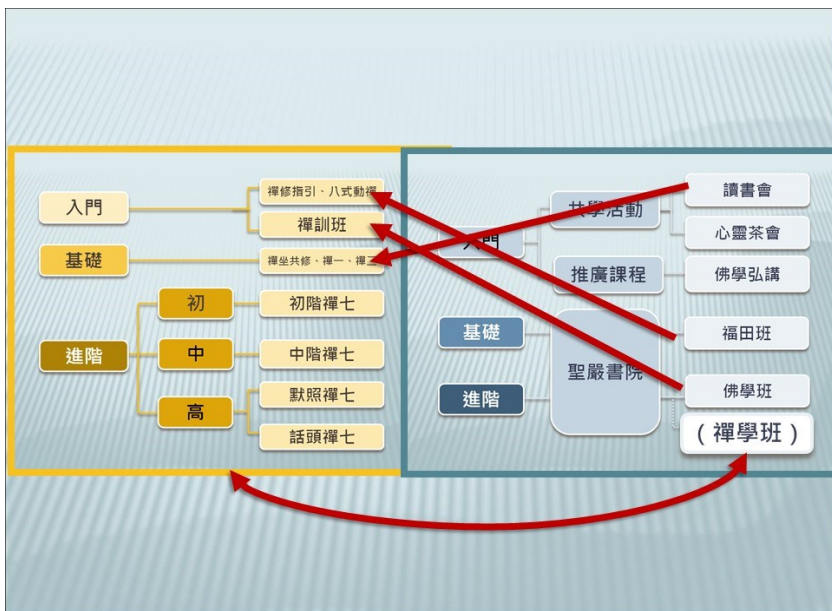 入門
禪修指引、八式動禪
禪訓班
基礎
禪坐共修、禪一、禪三
進階
初
初階禪七
中
中階禪七
高
默照禪七
話頭禪七
入門
共學活動
讀書會
心靈茶會
推廣課程
佛學弘講
基礎
進階
聖嚴書院
福田班
佛學班
(禪學班)